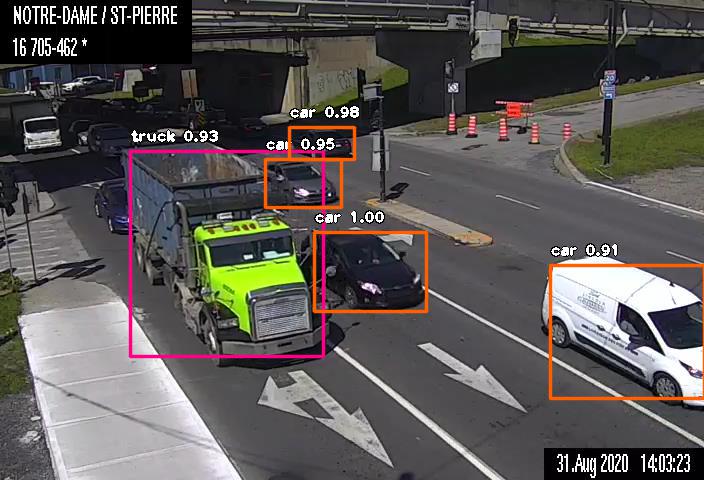 NOTRE-DAME / ST-PIERRE
16 705-462 *
car 0.98
truck 0.93
car 0.95
car 1.00
car 0.91
31.Aug 2020 14:03:23